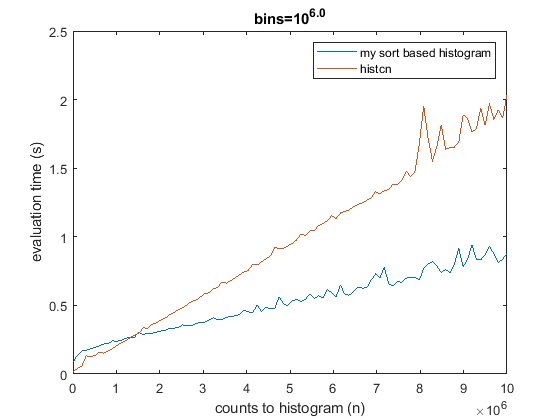 bins=10^6.0
my sort based histogram
histcn
evaluation time (s)
2.5
2
1.5
1
0.5
0
0 1 2 3 4 5 6 7 8 9 10
counts to histogram (n)
×10^6